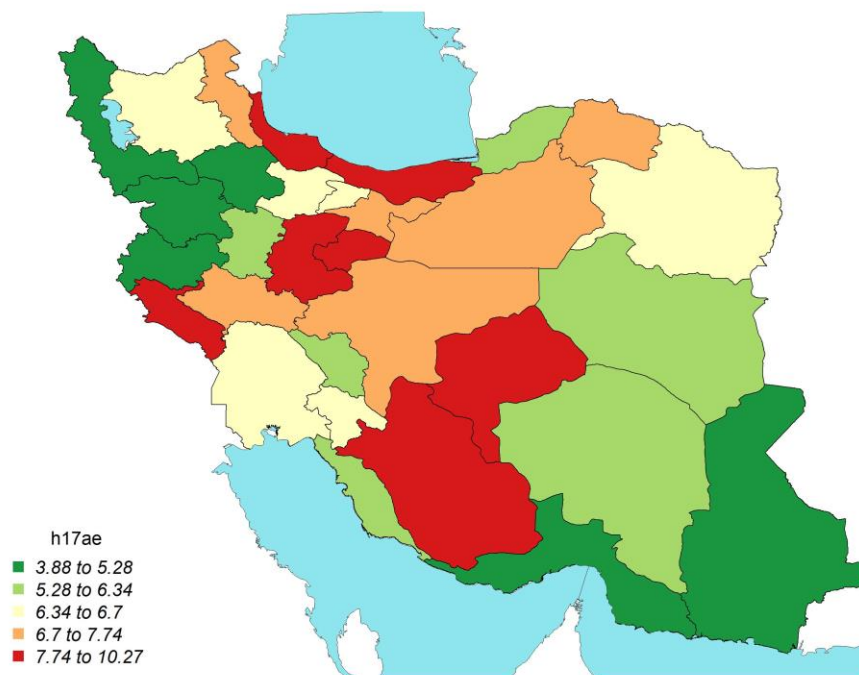 h17ae
3.88 to 5.28
5.28 to 6.34
6.34 to 6.7
6.7 to 7.74
7.74 to 10.27